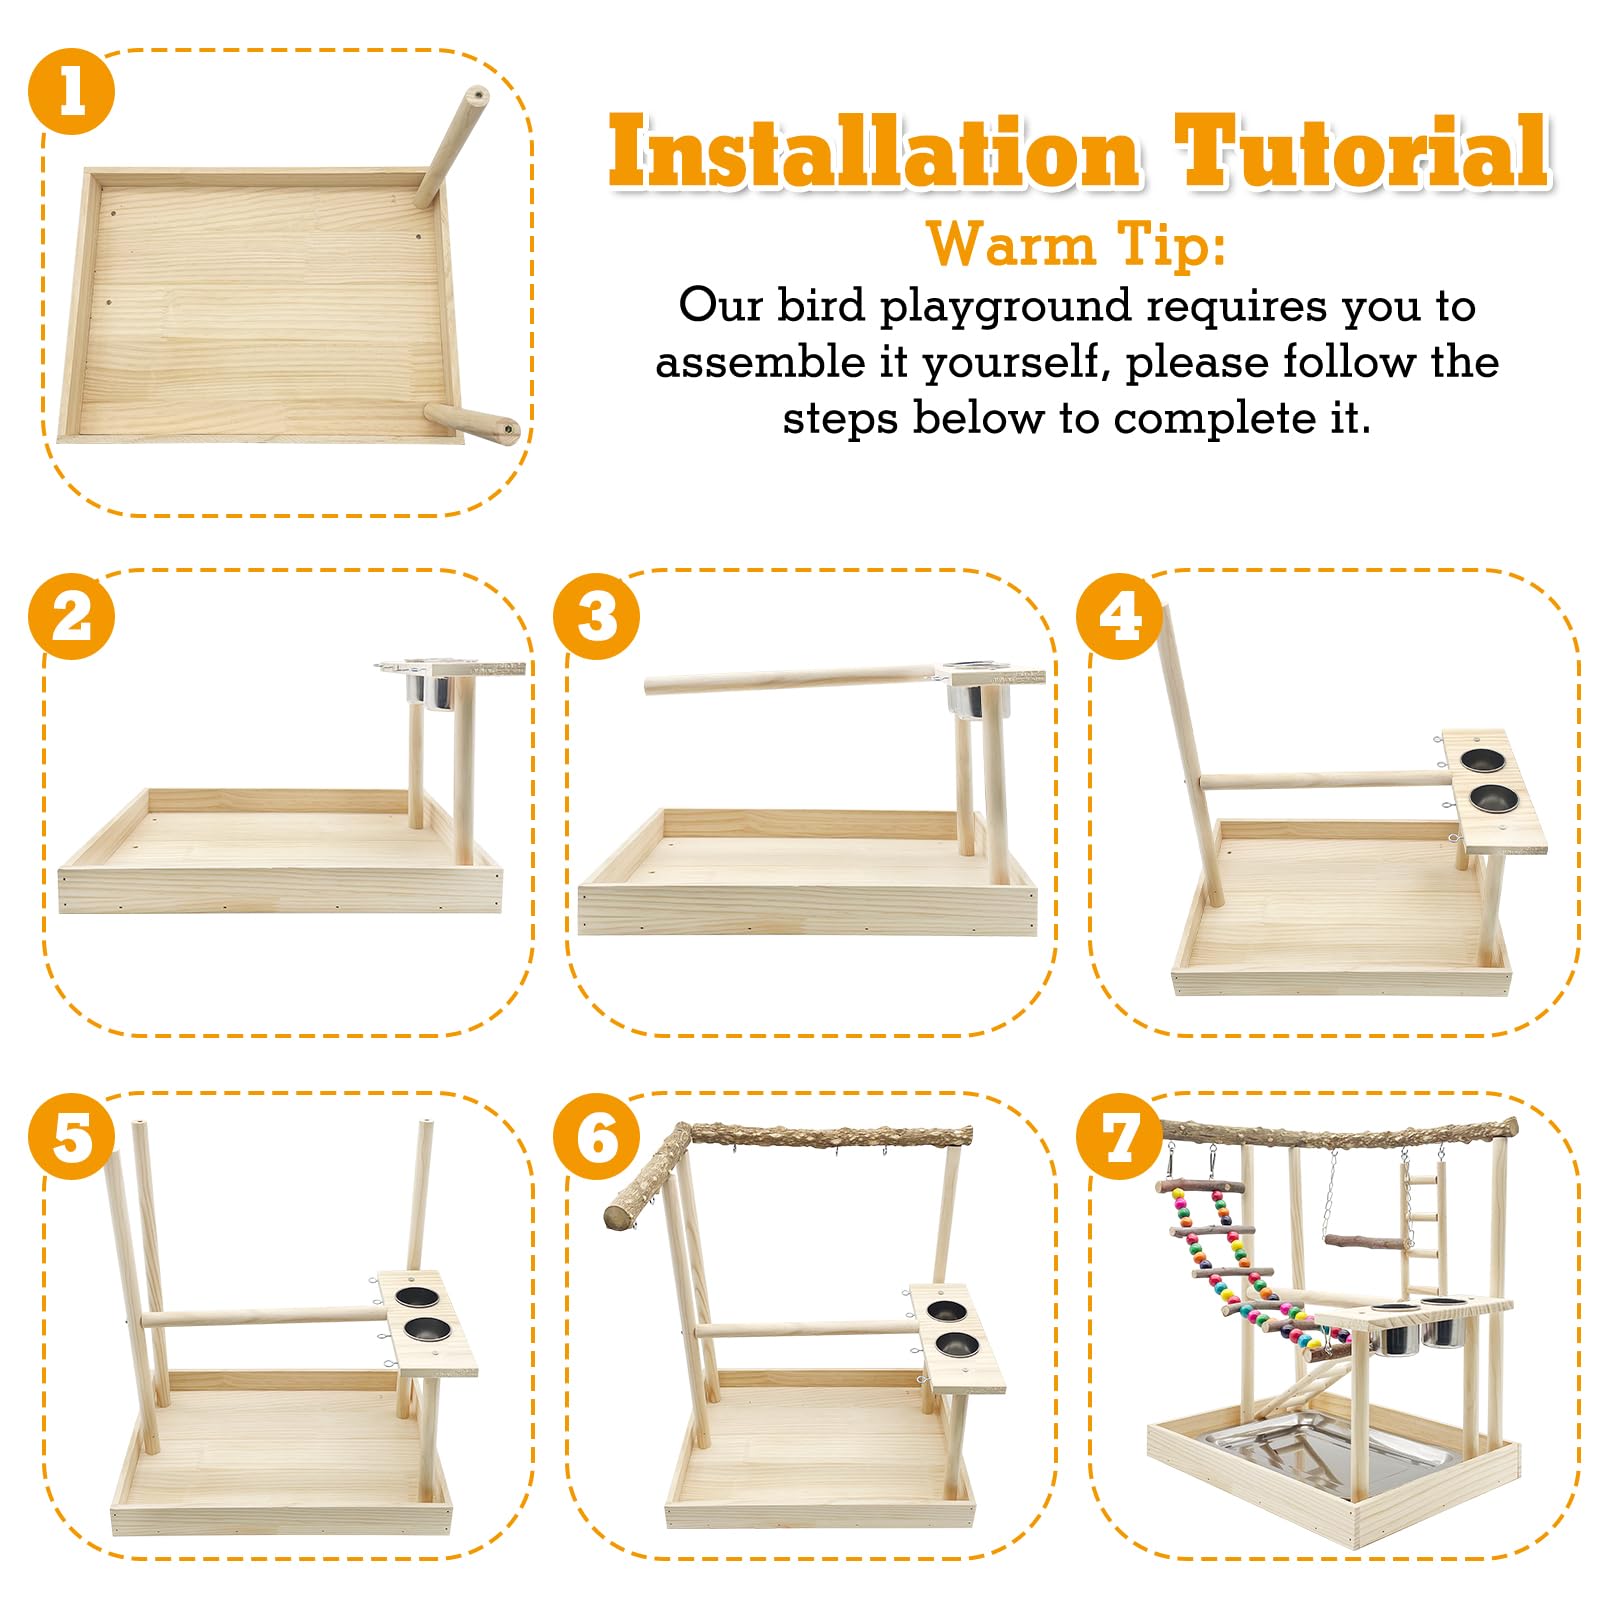 1
Installation Tutorial
Warm Tip:
Our bird playground requires you to
assemble it yourself, please follow the
steps below to complete it.
2
3
4
5
6
7